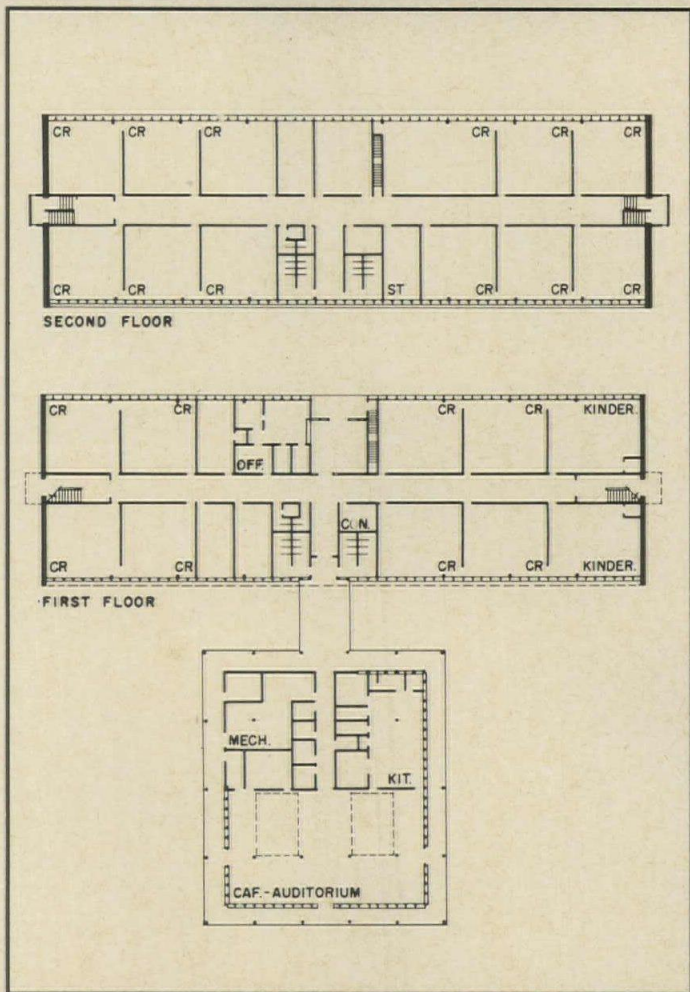 CR CR CR CR CR CR
CR CR CR ST CR CR CR
SECOND FLOOR
CR CR CR CR KINDER.
OFF.
CON.
CR CR CR CR KINDER.
FIRST FLOOR
MECH.
KIT.
CAF.-AUDITORIUM